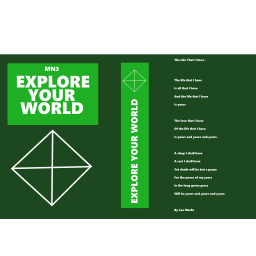 MN3
EXPLORE
YOUR
WORLD
EXPLORE YOUR WORLD
The Life That I Have :
The life that I have
Is all that I have
And the life that I have
Is yours
The love that I have
Of the life that I have
Is yours and yours and yours.
A sleep I shall have
A rest I shall have
Yet death will be but a pause
For the peace of my years
In the long green grass
Will be yours and yours and yours.
By Leo Marks